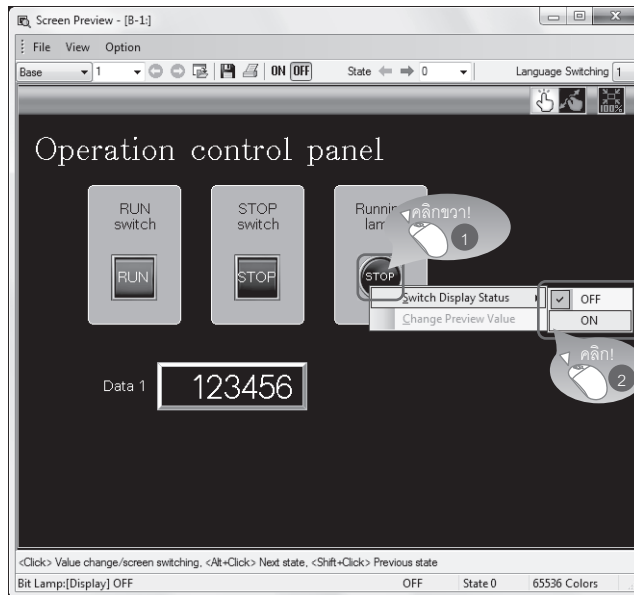 Screen Preview - [B-1:]
File View Option
Base 1 ON OFF State 0 Language Switching 1
100%
Operation control panel
RUN switch
STOP switch
Running lam
RUN
STOP
STOP
คลิกขวา!
1
Switch Display Status
Change Preview Value
OFF
ON
คลิก!
2
Data 1 123456
<Click> Value change/screen switching, <Alt+Click> Next state, <Shift+Click> Previous state
Bit Lamp:[Display] OFF OFF State 0 65536 Colors